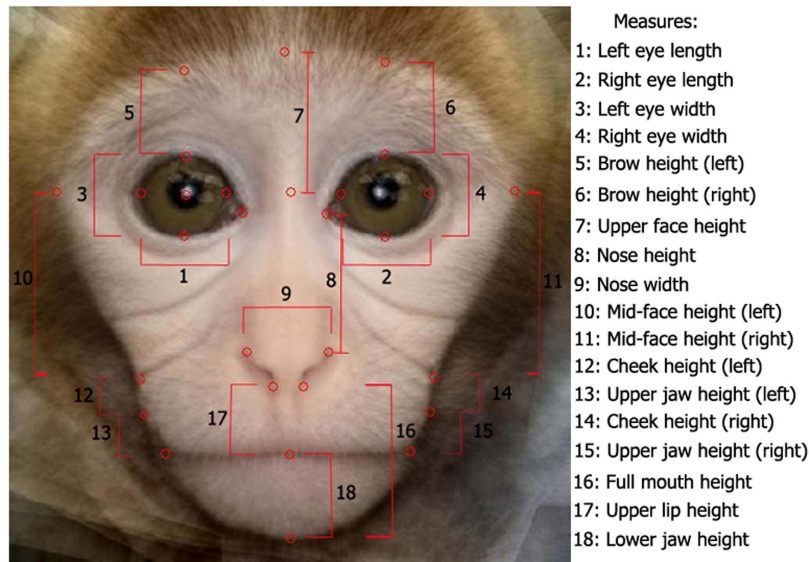 Measures:
1: Left eye length
2: Right eye length
3: Left eye width
4: Right eye width
5: Brow height (left)
6: Brow height (right)
7: Upper face height
8: Nose height
9: Nose width
10: Mid-face height (left)
11: Mid-face height (right)
12: Cheek height (left)
13: Upper jaw height (left)
14: Cheek height (right)
15: Upper jaw height (right)
16: Full mouth height
17: Upper lip height
18: Lower jaw height
5
7
6
3
4
1
2
8
10
11
9
12
14
13
17
16
15
18